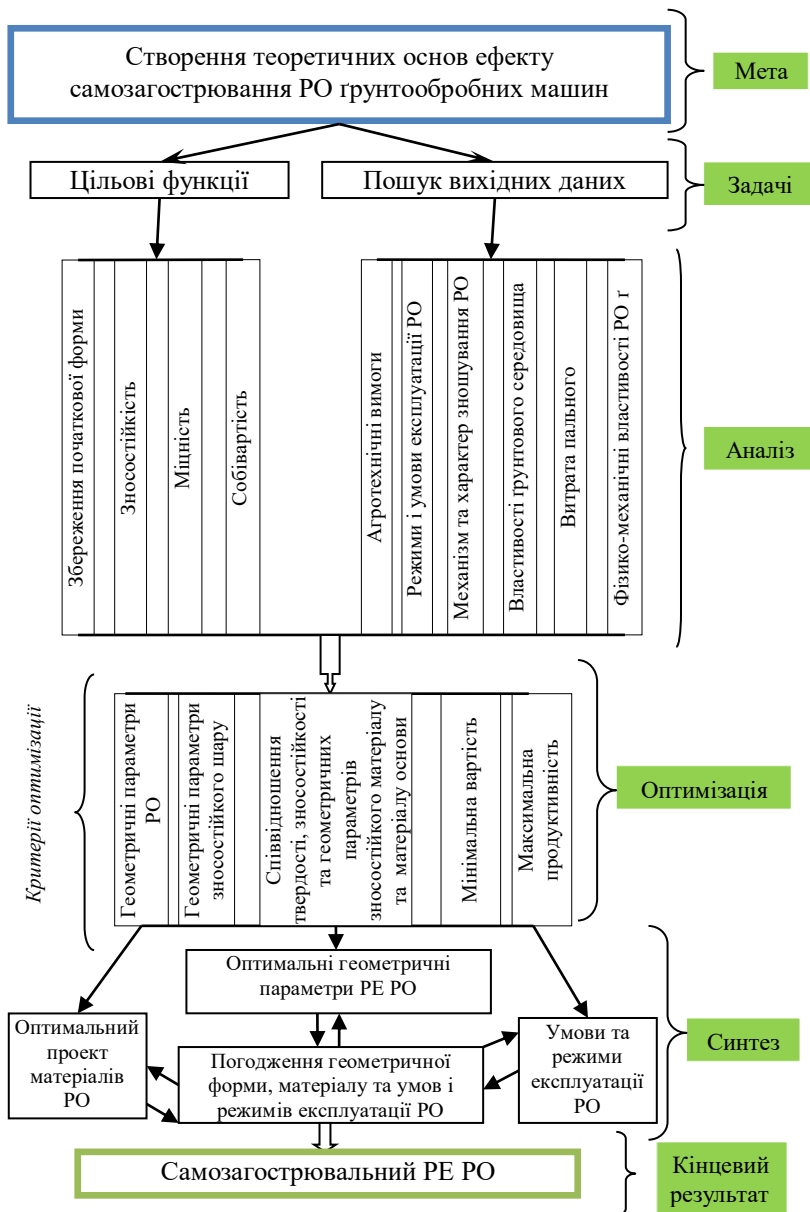 Створення теоретичних основ ефекту
самозагострювання РО ґрунтообробних машин
Мета
Цільові функції
Пошук вихідних даних
Задачі
Збереження початкової форми
Зносостійкість
Міцність
Собівартість
Агротехнічні вимоги
Режими і умови експлуатації РО
Механізм та характер зношування РО
Властивості ґрунтового середовища
Витрата пального
Фізико-механічні властивості РО ґ
Аналіз
Критерії оптимізації
Геометричні параметри
РО
Геометричні параметри
зносостійкого шару
Співвідношення
твердості, зносостійкості
та геометричних
параметрів
зносостійкого матеріалу
та матеріалу основи
Мінімальна вартість
Максимальна
продуктивність
Оптимізація
Оптимальні геометричні
параметри РЕ РО
Оптимальний
проект
матеріалів
РО
Погодження геометричної
форми, матеріалу та умов і
режимів експлуатації РО
Умови та
режими
експлуатації
РО
Синтез
Самозагострювальний РЕ РО
Кінцевий
результат